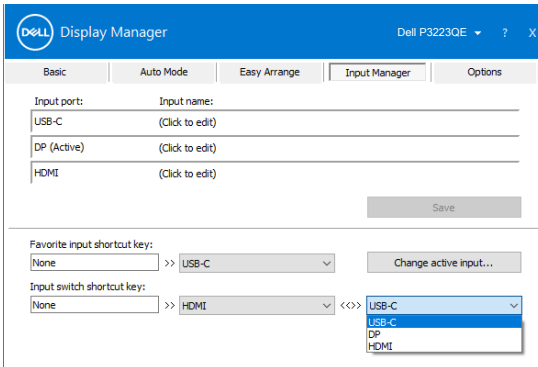 DELL Display Manager Dell P3223QE ? X
Basic Auto Mode Easy Arrange Input Manager Options
Input port: Input name:
USB-C (Click to edit)
DP (Active) (Click to edit)
HDMI (Click to edit)
Save
Favorite input shortcut key:
None >> USB-C Change active input...
Input switch shortcut key:
None >> HDMI <<>> USB-C
USB-C
DP
HDMI